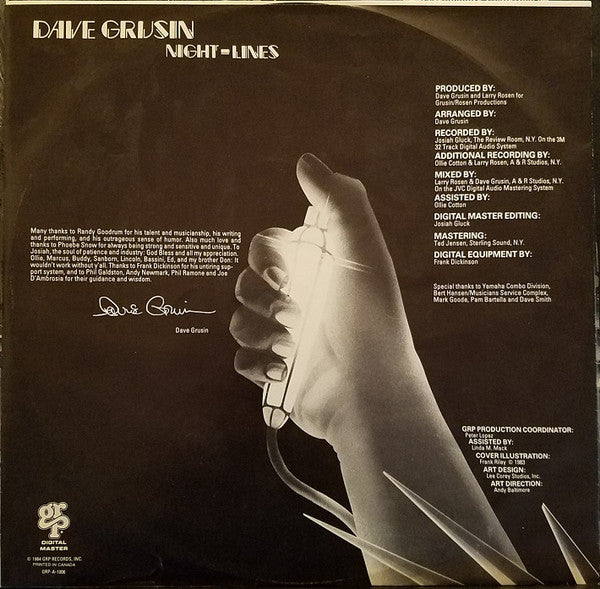 DAVE GRUSIN
NIGHT-LINES
PRODUCED BY:
Dave Grusin and Larry Rosen for
Grusin/Rosen Productions
ARRANGED BY:
Dave Grusin
RECORDED BY:
Josiah Gluck, The Review Room, N.Y. On the 3M
32 Track Digital Audio System
ADDITIONAL RECORDING BY:
Ollie Cotton & Larry Rosen, A & R Studios, N.Y.
MIXED BY:
Larry Rosen & Dave Grusin, A & R Studios, N.Y.
On the JVC Digital Audio Mastering System
ASSISTED BY:
Ollie Cotton
DIGITAL MASTER EDITING:
Josiah Gluck
MASTERING:
Ted Jensen, Sterling Sound, N.Y.
DIGITAL EQUIPMENT BY:
Frank Dickinson
Special thanks to Yamaha Combo Division,
Bert Hensen/Musicians Service Complex,
Mark Goode, Pam Bartella and Dave Smith
Many thanks to Randy Goodrum for his talent and musicianship, his writing
and performing, and his outrageous sense of humor. Also much love and
thanks to Phoebe Snow for always being strong and sensitive and unique. To
Josiah, the soul of patience and industry: God Bless and all my appreciation.
Ollie, Marcus, Buddy, Sanborn, Lincoln, Bassini, Ed, and my brother Don: It
wouldn't work without y'all. Thanks to Frank Dickinson for his untiring sup-
port system, and to Phil Galdston, Andy Newmark, Phil Ramone and Joe
D'Ambrosia for their guidance and wisdom.
Dave Grusin
Dave Grusin
GRP PRODUCTION COORDINATOR:
Peter Lopez
ASSISTED BY:
Linda M. Mack
COVER ILLUSTRATION:
Frank Riley © 1983
ART DESIGN:
Lee Corey Studios, Inc.
ART DIRECTION:
Andy Baltimore
grp
DIGITAL
MASTER
© 1984 GRP RECORDS, INC.
PRINTED IN CANADA
GRP-A-1006